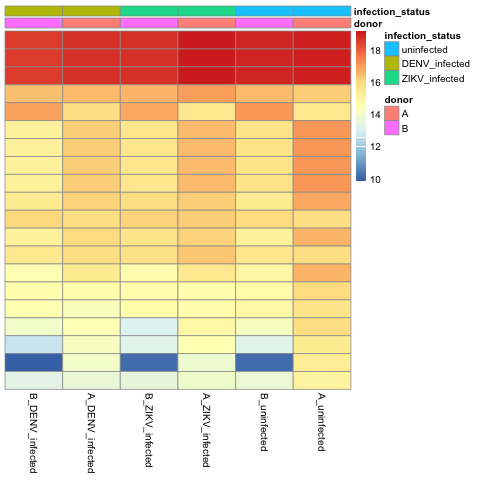 infection_status
donor
18
16
14
12
10
infection_status
uninfected
DENV_infected
ZIKV_infected
donor
A
B
B_DENV_infected
A_DENV_infected
B_ZIKV_infected
A_ZIKV_infected
B_uninfected
A_uninfected